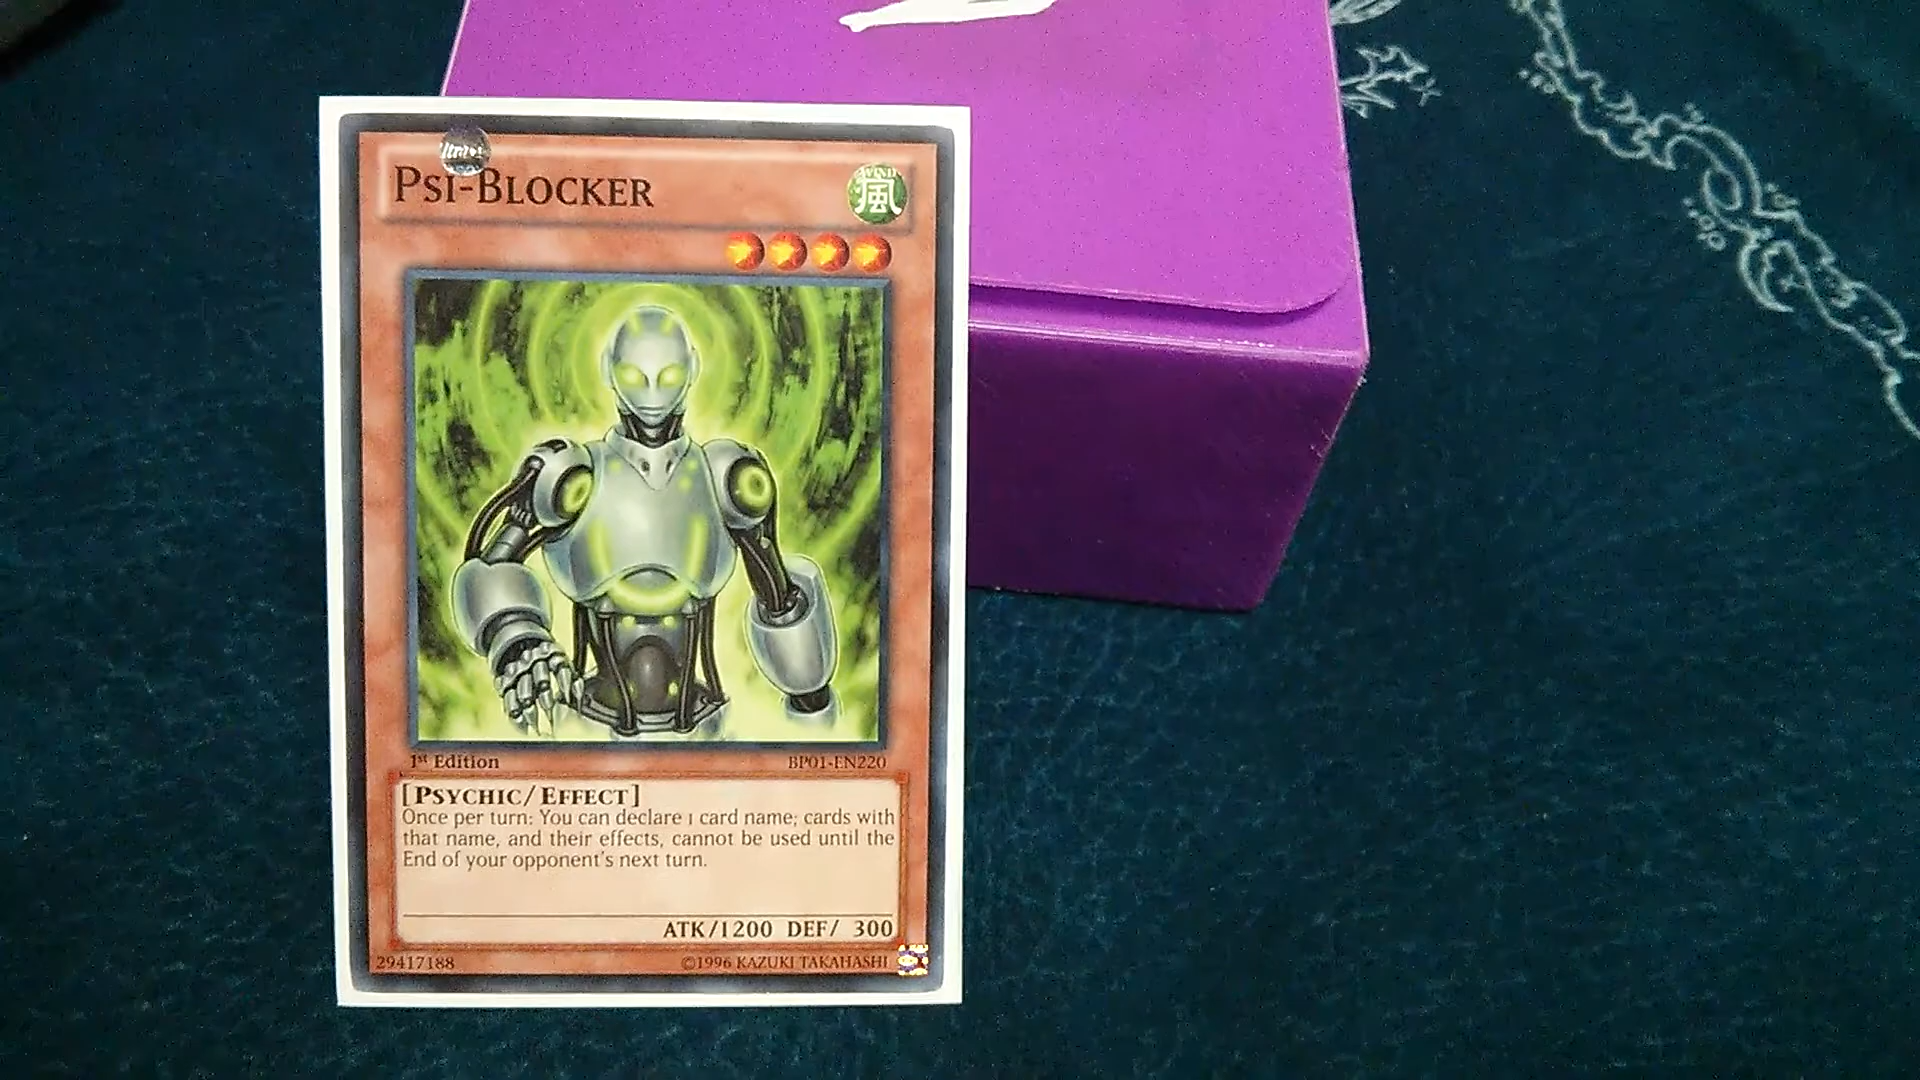 PSI-BLOCKER
WIND
風
1st Edition
BP01-EN220
[PSYCHIC/EFFECT]
Once per turn: You can declare 1 card name; cards with
that name, and their effects, cannot be used until the
End of your opponent's next turn.
ATK/1200 DEF/ 300
29417188
©1996 KAZUKI TAKAHASHI